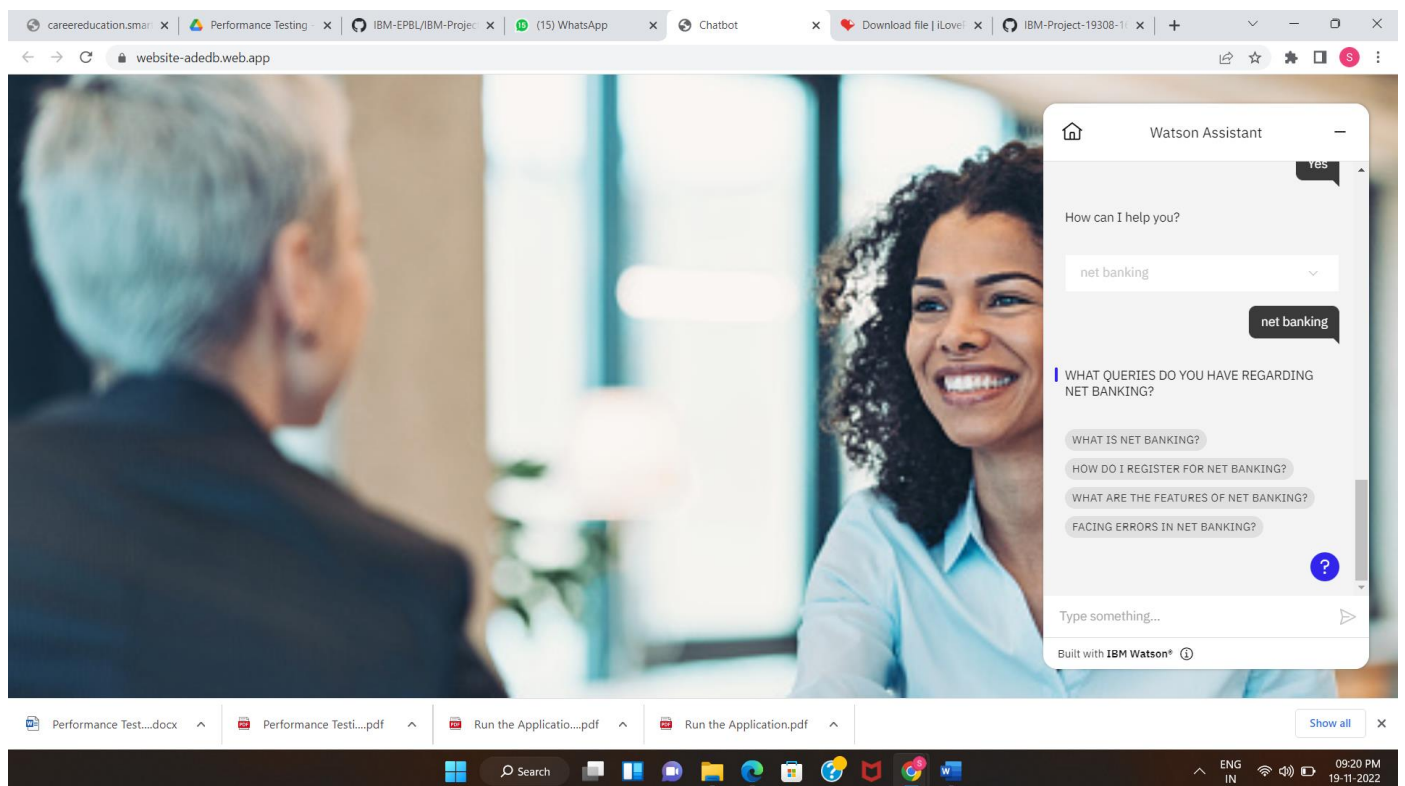 careereducation.smar
Performance Testing -
IBM-EPBL/IBM-Projec
(15) WhatsApp
Chatbot
Download file | iLoveP
IBM-Project-19308-16
website-adedb.web.app
S
Watson Assistant
Yes
How can I help you?
net banking
net banking
WHAT QUERIES DO YOU HAVE REGARDING
NET BANKING?
WHAT IS NET BANKING?
HOW DO I REGISTER FOR NET BANKING?
WHAT ARE THE FEATURES OF NET BANKING?
FACING ERRORS IN NET BANKING?
?
Type something...
Built with IBM Watson®
Performance Test....docx
Performance Testi....pdf
Run the Applicatio....pdf
Run the Application.pdf
Show all
Search
ENG
IN
09:20 PM
19-11-2022